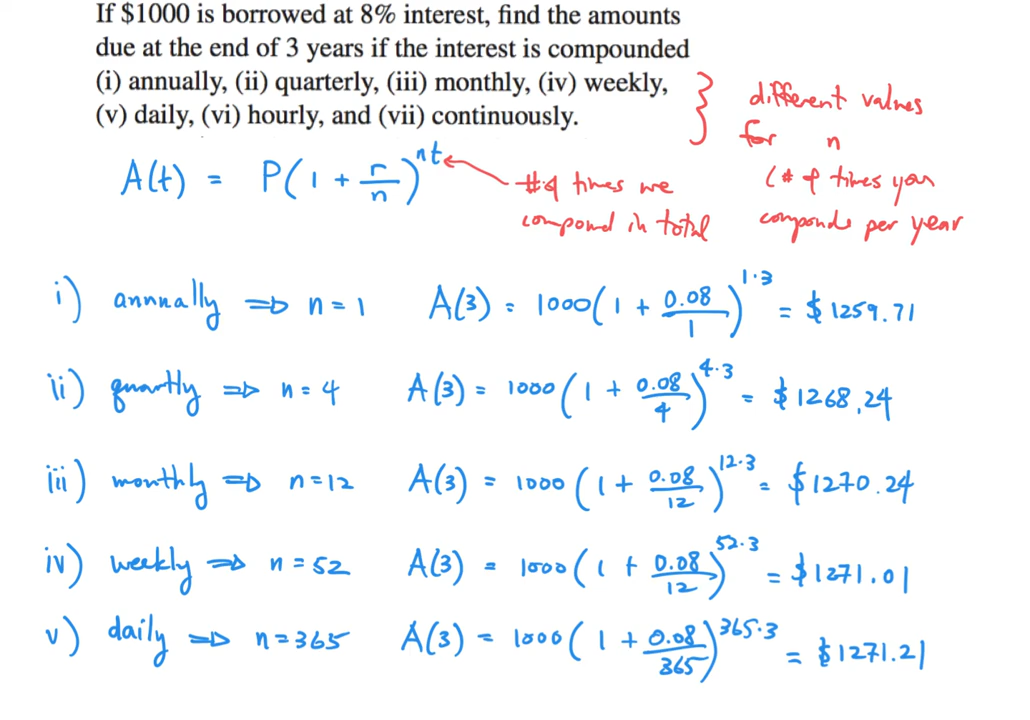 If $1000 is borrowed at 8% interest, find the amounts
due at the end of 3 years if the interest is compounded
(i) annually, (ii) quarterly, (iii) monthly, (iv) weekly,
(v) daily, (vi) hourly, and (vii) continuously.
} different values
for n
(# of times you
compounds per year
A(t) = P(1 + r/n)^nt
#of times we
compound in total
i) annually ⇒ n = 1 A(3) = 1000(1 + 0.08/1)^1·3 = $1259.71
ii) quartly ⇒ n = 4 A(3) = 1000(1 + 0.08/4)^4·3 = $1268.24
iii) monthly ⇒ n = 12 A(3) = 1000(1 + 0.08/12)^12·3 = $1270.24
iv) weekly ⇒ n = 52 A(3) = 1000(1 + 0.08/12)^52·3 = $1271.01
v) daily ⇒ n = 365 A(3) = 1000(1 + 0.08/365)^365·3 = $1271.21